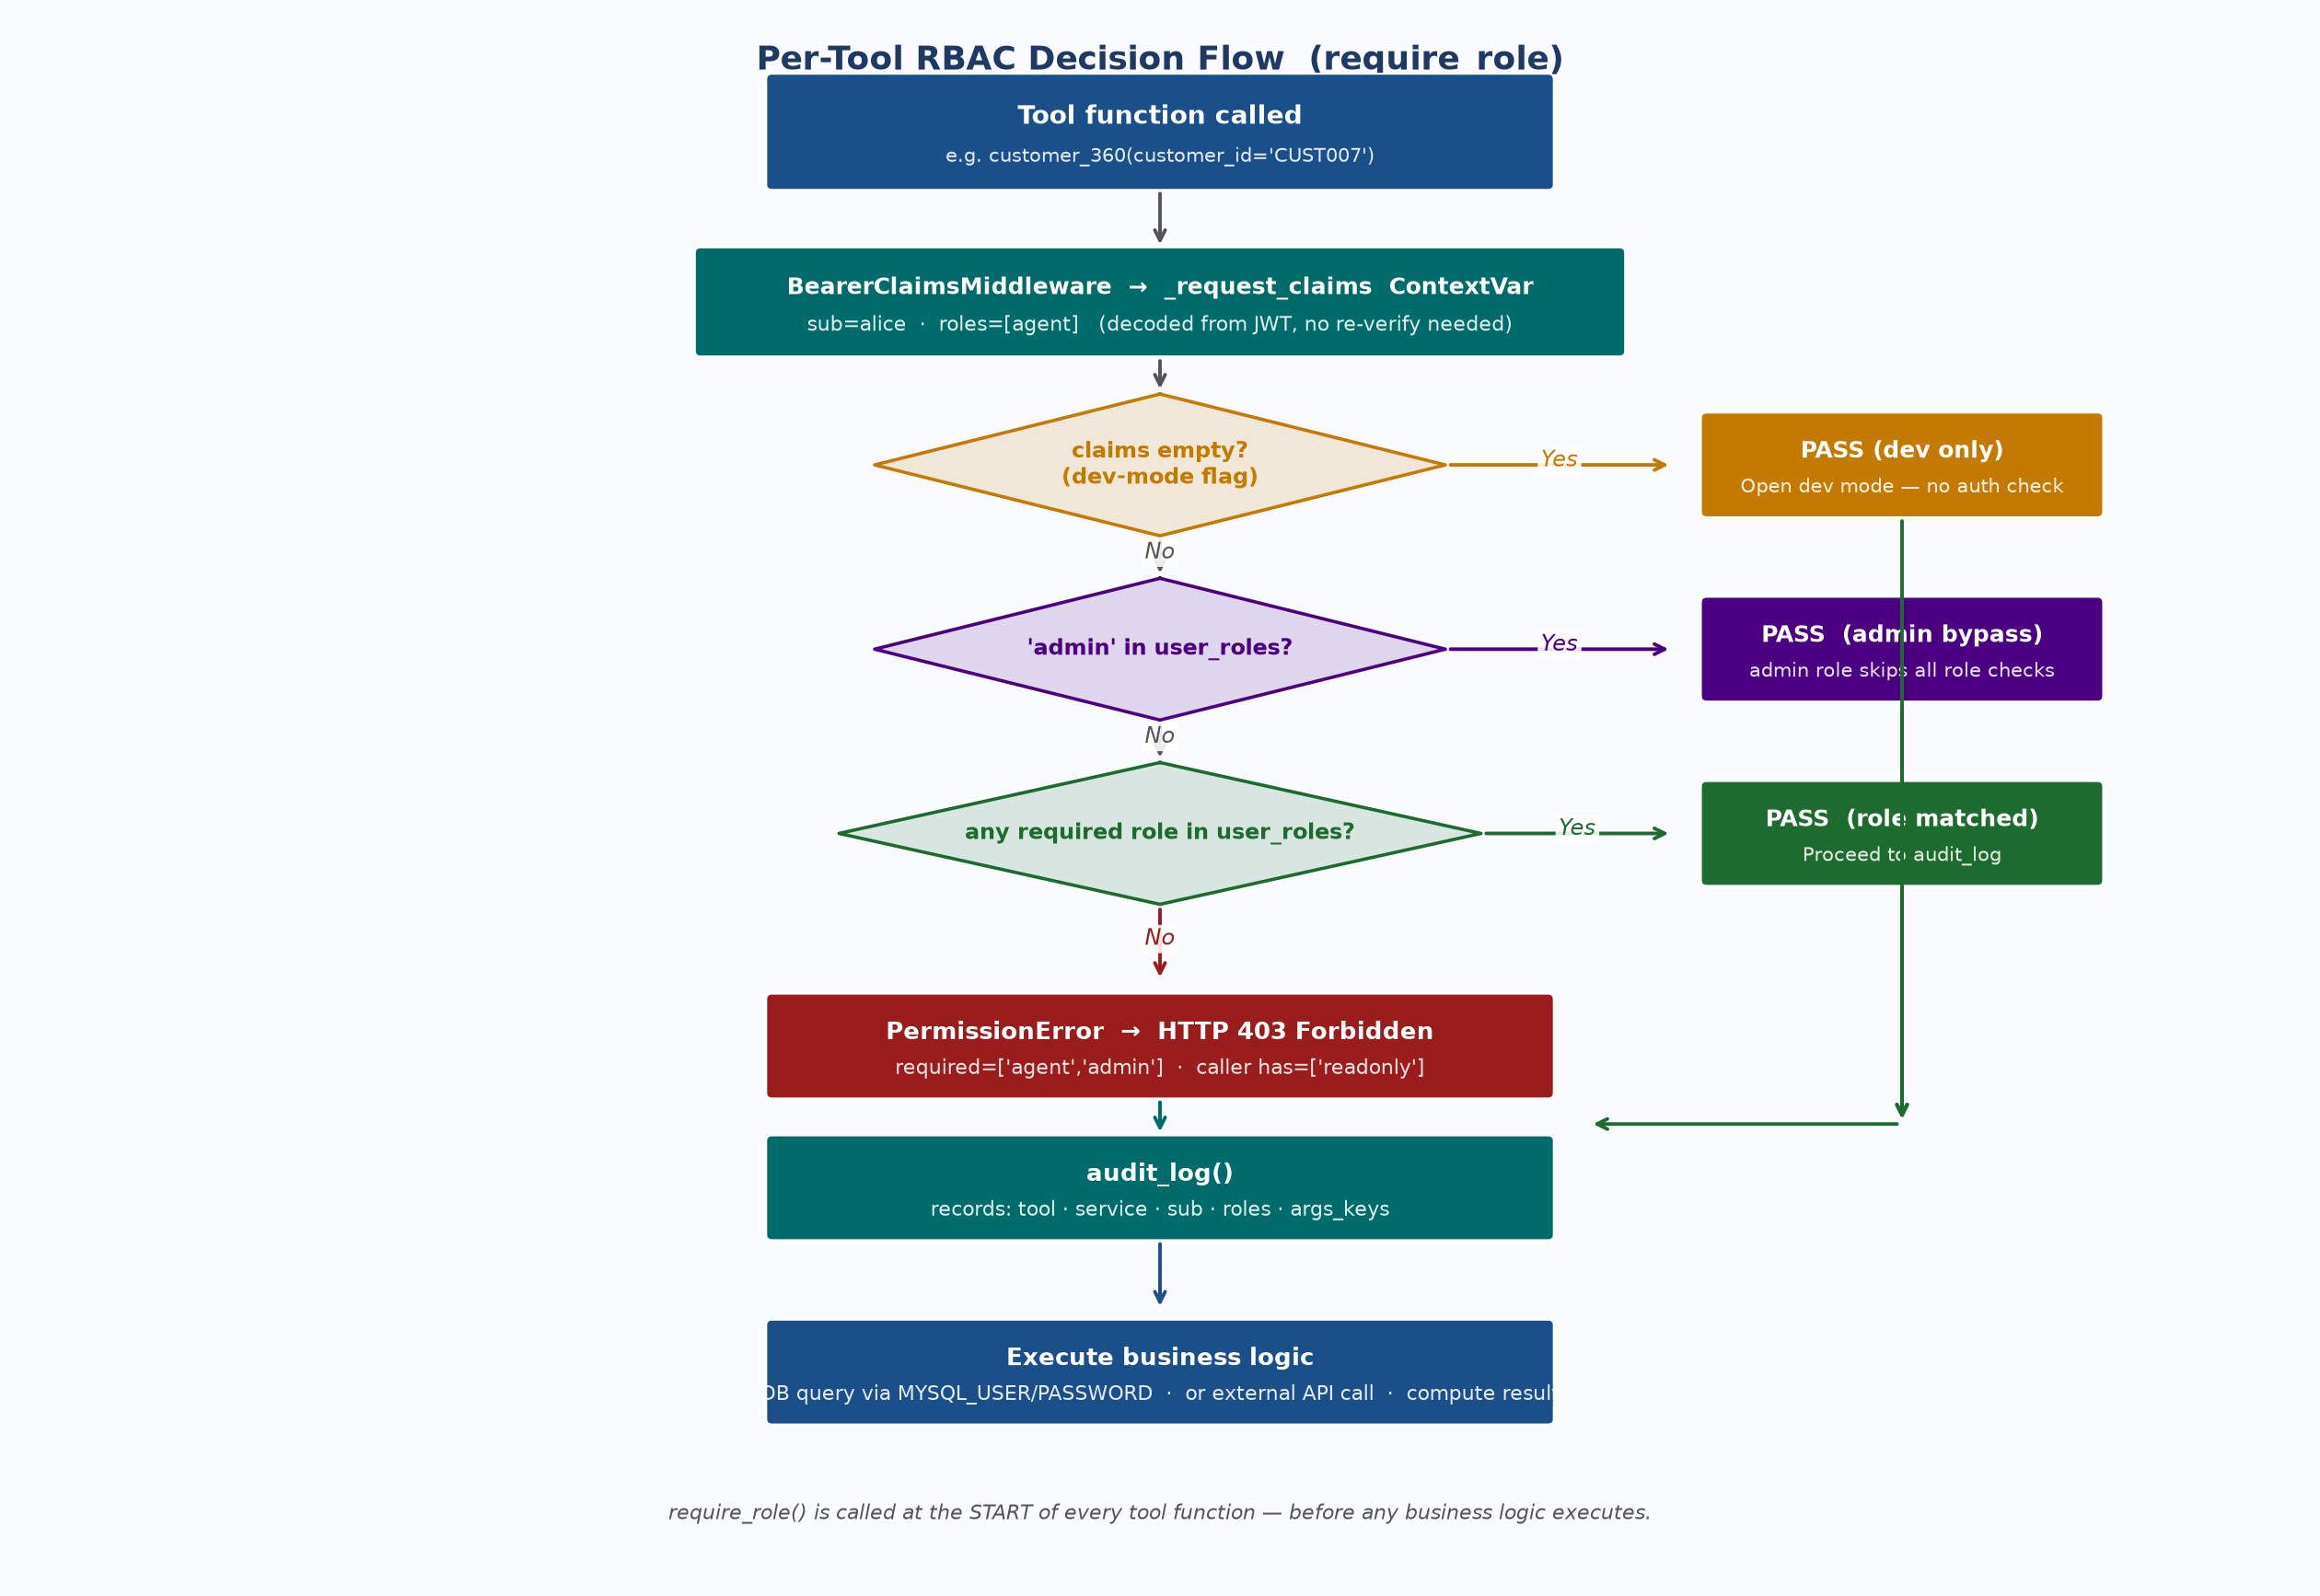 Per-Tool RBAC Decision Flow (require_role)
Tool function called
e.g. customer_360(customer_id='CUST007')
BearerClaimsMiddleware → _request_claims ContextVar
sub=alice · roles=[agent] (decoded from JWT, no re-verify needed)
claims empty?
(dev-mode flag)
Yes
PASS (dev only)
Open dev mode — no auth check
No
'admin' in user_roles?
Yes
PASS (admin bypass)
admin role skips all role checks
No
any required role in user_roles?
Yes
PASS (role matched)
Proceed to audit_log
No
PermissionError → HTTP 403 Forbidden
required=['agent','admin'] · caller has=['readonly']
audit_log()
records: tool · service · sub · roles · args_keys
Execute business logic
DB query via MYSQL_USER/PASSWORD · or external API call · compute result
require_role() is called at the START of every tool function — before any business logic executes.